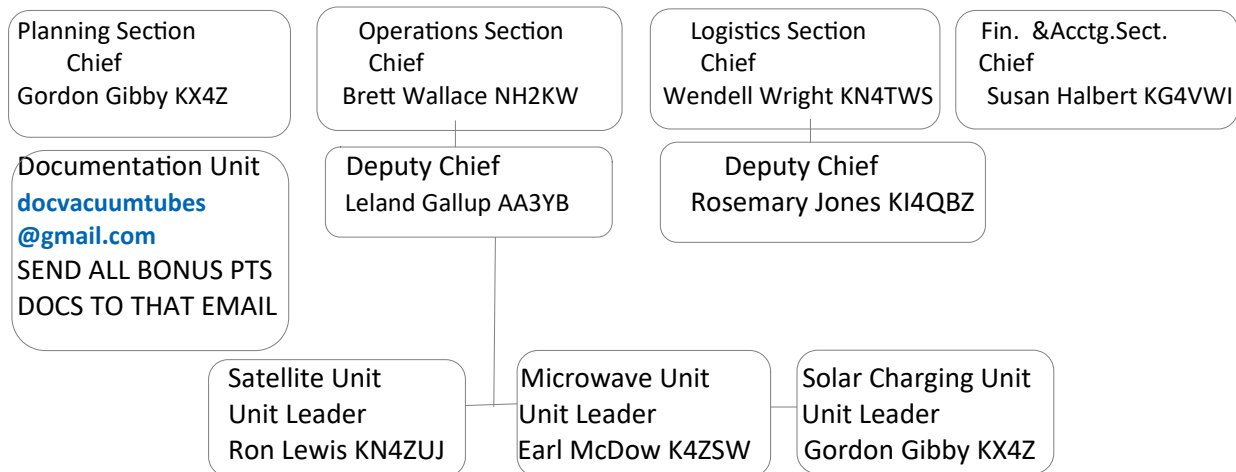 Planning Section
Chief
Gordon Gibby KX4Z
Operations Section
Chief
Brett Wallace NH2KW
Logistics Section
Chief
Wendell Wright KN4TWS
Fin. &Acctg.Sect.
Chief
Susan Halbert KG4VWI
Documentation Unit
docvacuumtubes
@gmail.com
SEND ALL BONUS PTS
DOCS TO THAT EMAIL
Deputy Chief
Leland Gallup AA3YB
Deputy Chief
Rosemary Jones KI4QBZ
Satellite Unit
Unit Leader
Ron Lewis KN4ZUJ
Microwave Unit
Unit Leader
Earl McDow K4ZSW
Solar Charging Unit
Unit Leader
Gordon Gibby KX4Z